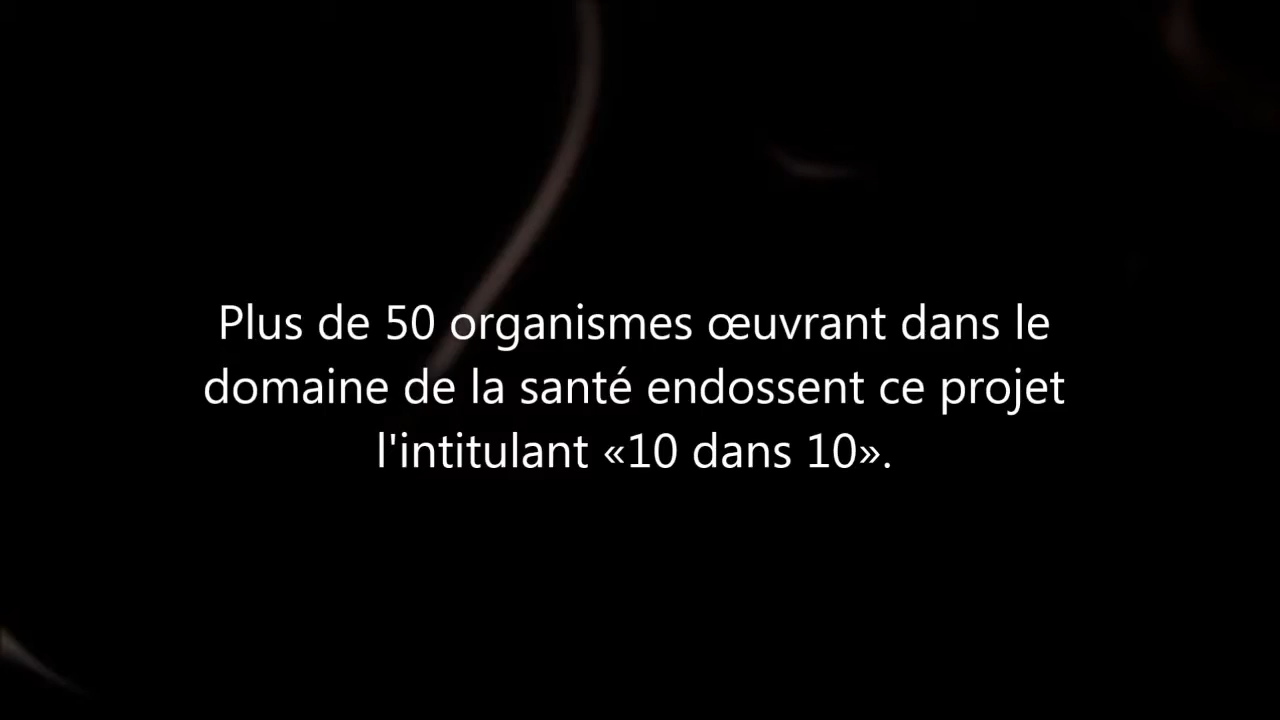 Plus de 50 organismes œuvrant dans le
domaine de la santé endossent ce projet
l'intitulant «10 dans 10».